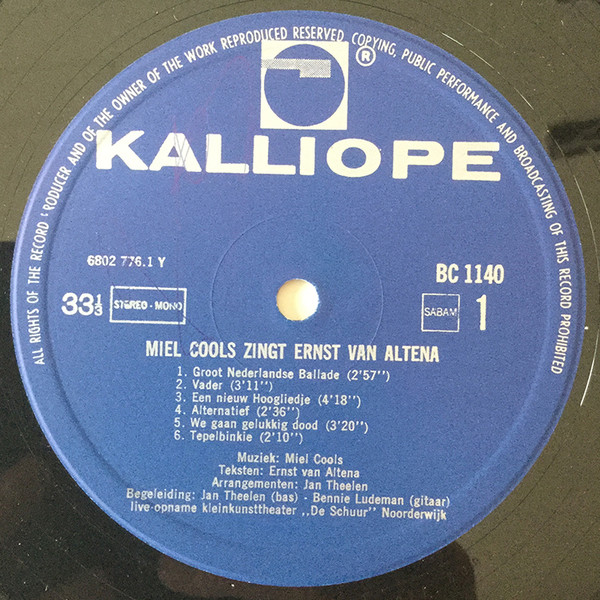 ALL RIGHTS OF THE RECORD PRODUCER AND OF THE OWNER OF THE WORK REPRODUCED RESERVED, COPYING, PUBLIC PERFORMANCE AND BROADCASTING OF THIS RECORD PROHIBITED
®
KALLIOPE
6802 776.1 Y
BC 1140
33⅓ STEREO - MONO
SABAM 1
MIEL COOLS ZINGT ERNST VAN ALTENA
1. Groot Nederlandse Ballade (2'57'')
2. Vader (3'11'')
3. Een nieuw Hoogliedje (4'18'')
4. Alternatief (2'36'')
5. We gaan gelukkig dood (3'20'')
6. Tepelbinkie (2'10'')
Muziek: Miel Cools
Teksten: Ernst van Altena
Arrangementen: Jan Theelen
Begeleiding: Jan Theelen (bas) - Bennie Ludeman (gitaar)
live-opname kleinkunsttheater ,,De Schuur'' Noorderwijk